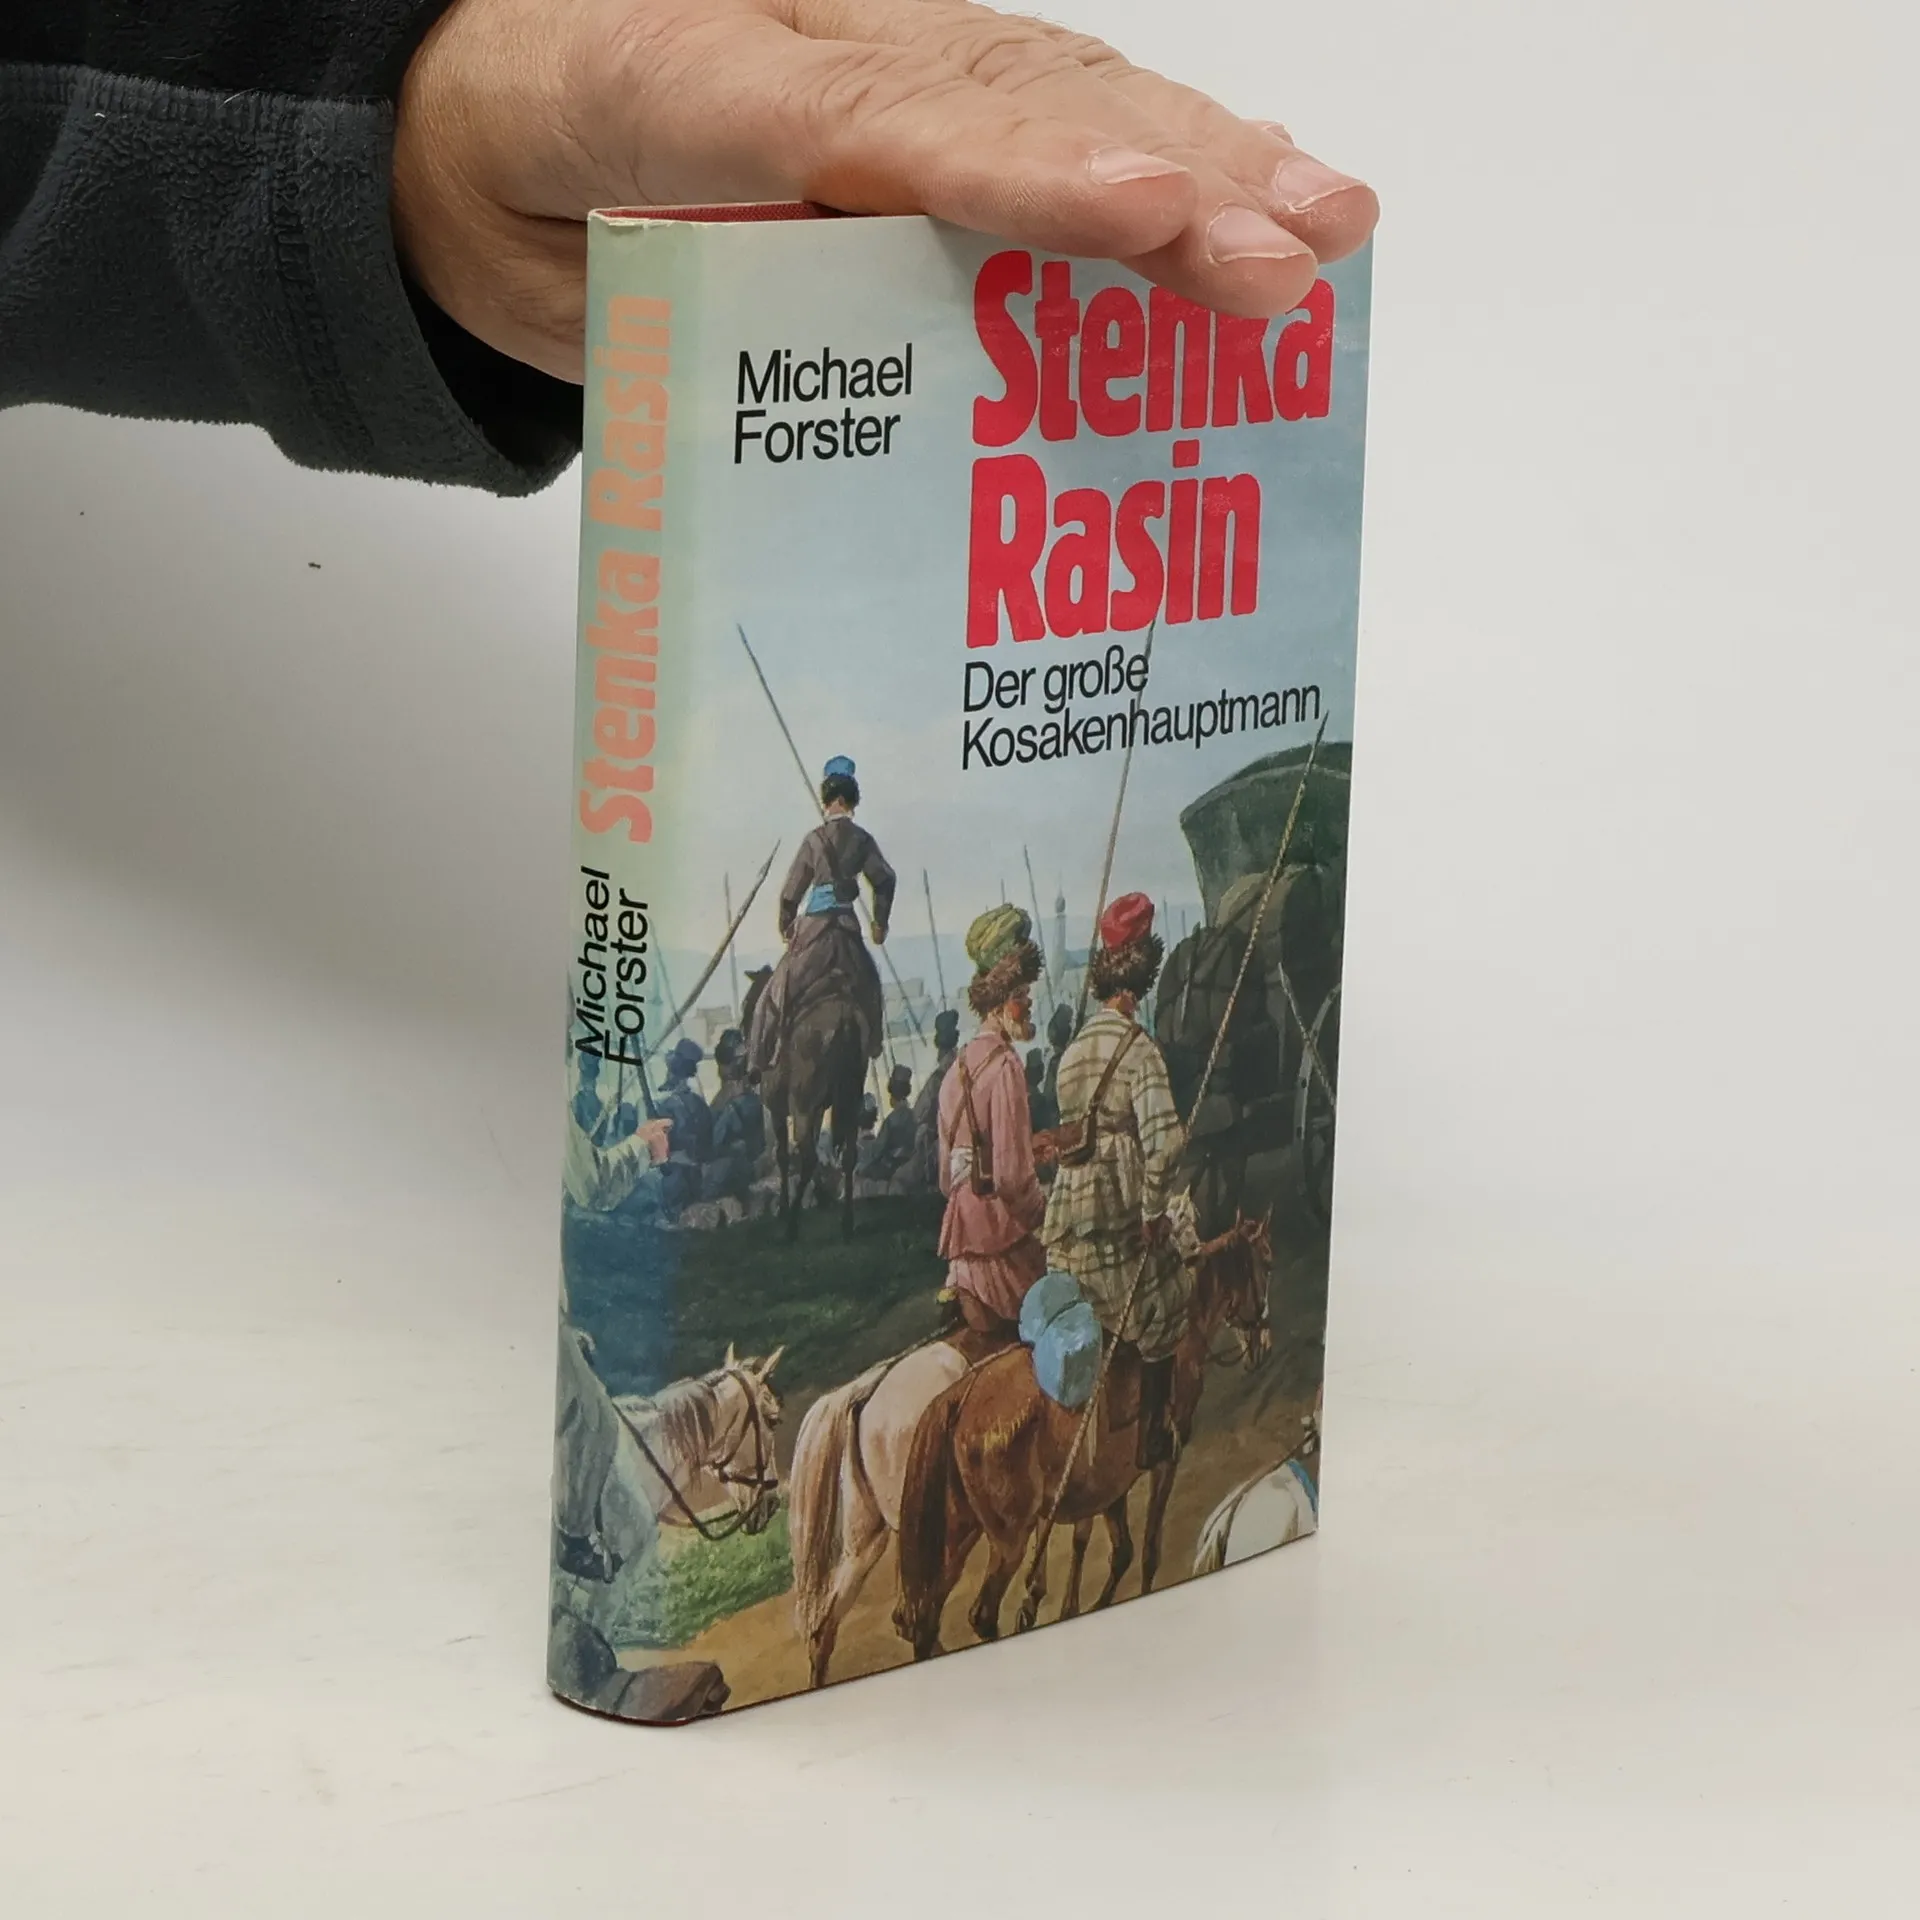 Stenka
Rasin
Michael
Forster
Der große
Kosakenhauptmann
Michael
Forster
Stenka Rasin